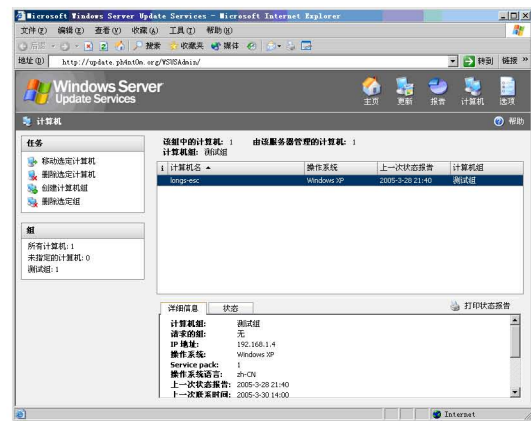 Microsoft Windows Server Update Services - Microsoft Internet Explorer
文件(F) 编辑(E) 查看(V) 收藏(A) 工具(T) 帮助(H)
后退 搜索 收藏夹 媒体
地址(D) http://update.ph4nt0m.org/WSUSAdmin/ 转到 链接 »
Windows Server
Update Services
主页 更新 报告 计算机 选项
计算机 帮助
任务
移动选定计算机
删除选定计算机
创建计算机组
删除选定组
组
所有计算机: 1
未指定的计算机: 0
测试组: 1
该组中的计算机: 1 由该服务器管理的计算机: 1
计算机组: 测试组
计算机名 操作系统 上一次状态报告 计算机组
longs-esc Windows XP 2005-3-28 21:40 测试组
详细信息 状态 打印状态报告
计算机组: 测试组
请求的组: 无
IP 地址: 192.168.1.4
操作系统: Windows XP
Service pack: 1
操作系统语言: zh-CN
上一次状态报告: 2005-3-28 21:40
上一次联系时间: 2005-3-30 14:00
Internet